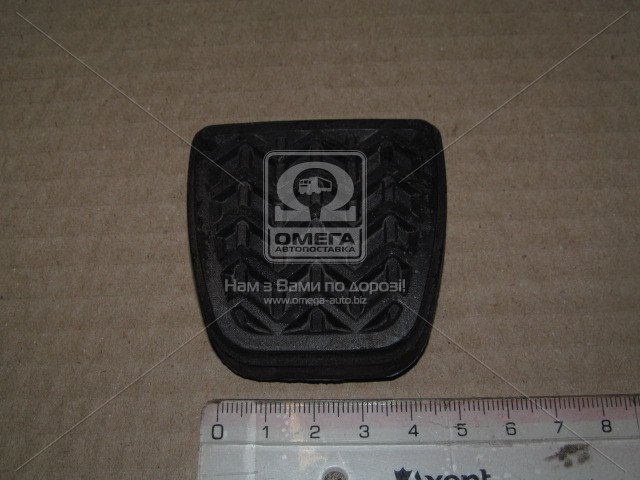 ОМЕГА
АВТОПОСТАВКА
Нам з Вами по дорозі!
www.omega-auto.biz
0 1 2 3 4 5 6 7 8
Axent